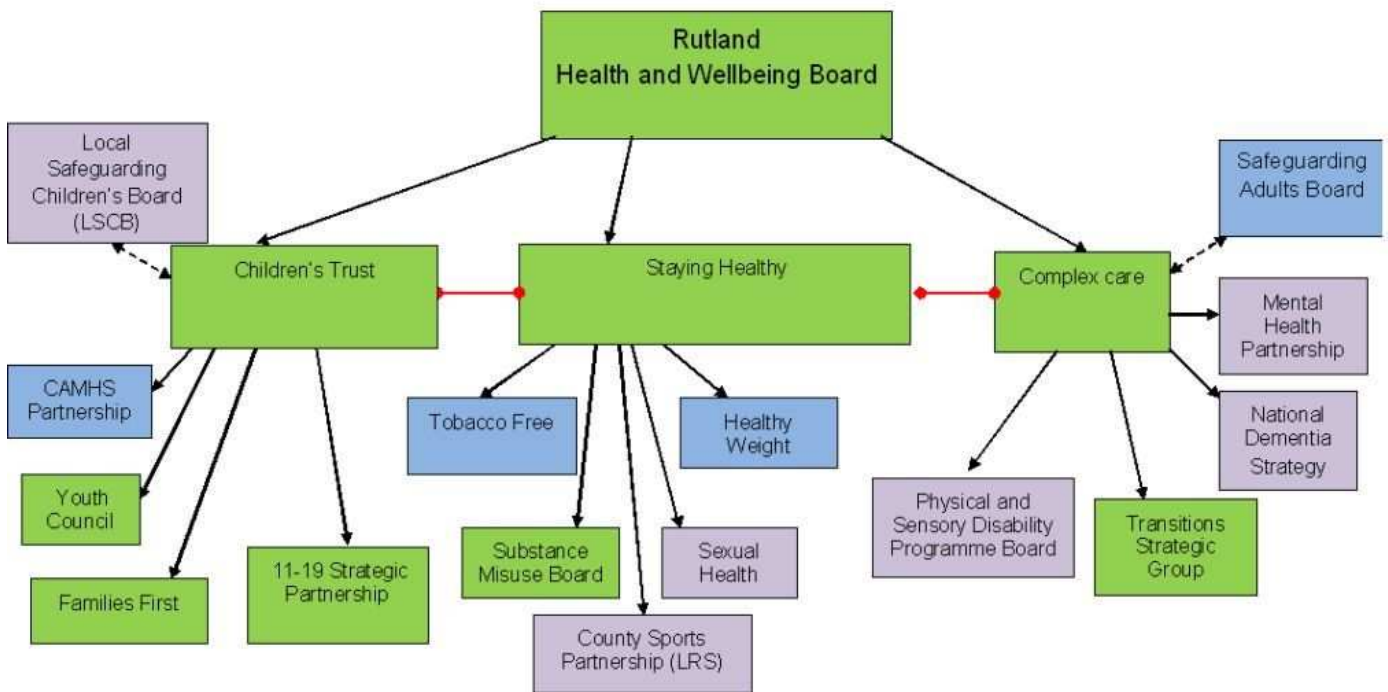 Rutland
Health and Wellbeing Board
Local
Safeguarding
Children's Board
(LSCB)
Safeguarding
Adults Board
Children's Trust
Staying Healthy
Complex care
Mental
Health
Partnership
CAMHS
Partnership
Tobacco Free
Healthy
Weight
National
Dementia
Strategy
Youth
Council
Physical and
Sensory Disability
Programme Board
Transitions
Strategic
Group
Substance
Misuse Board
Sexual
Health
11-19 Strategic
Partnership
Families First
County Sports
Partnership (LRS)